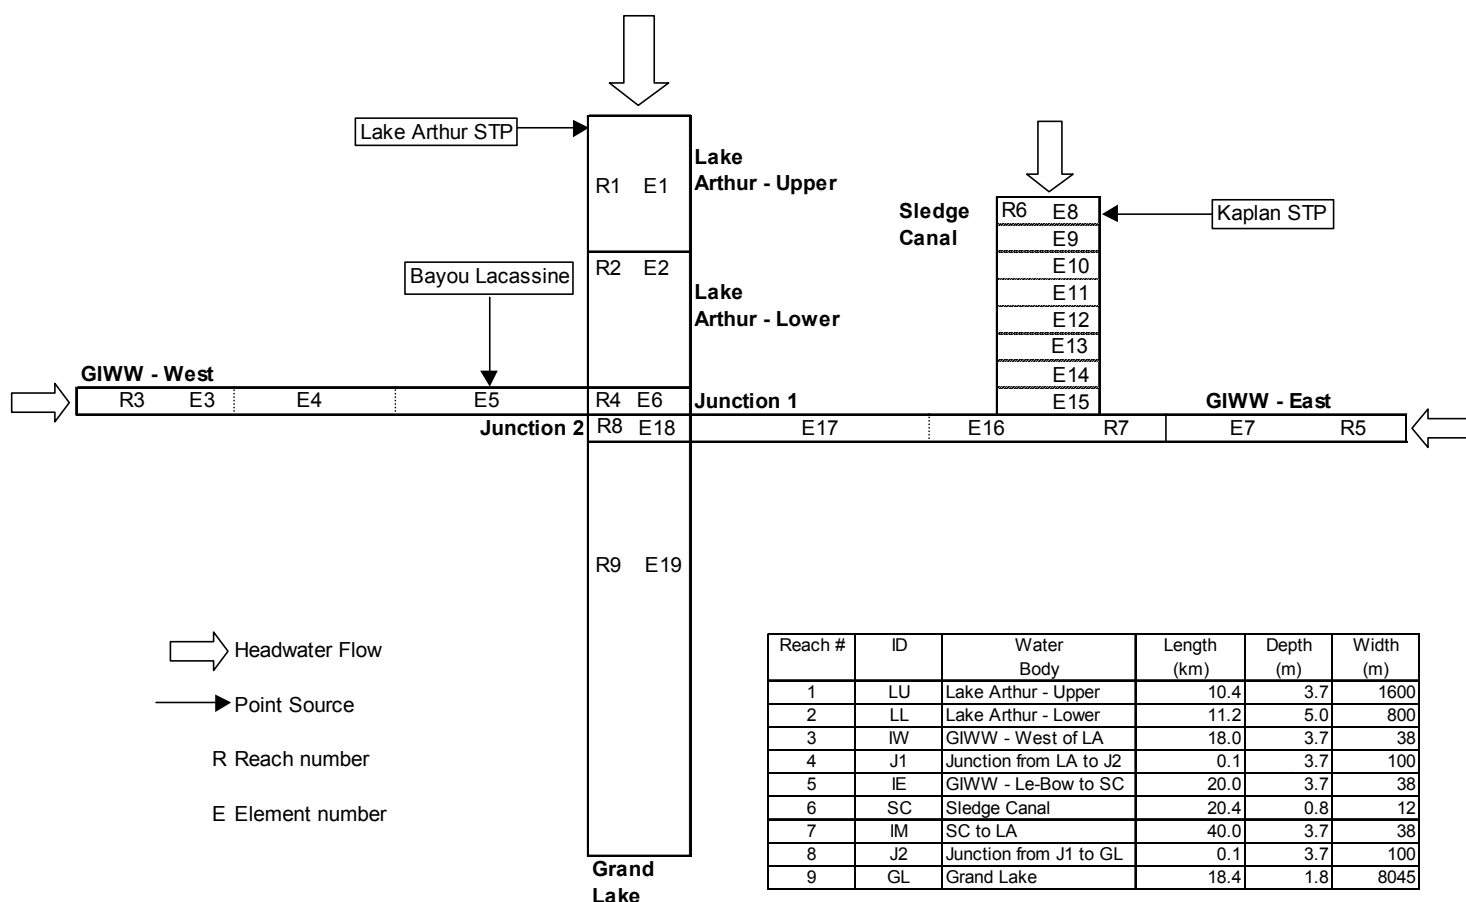 Lake Arthur STP
R1 E1
Lake
Arthur - Upper
Sledge
Canal
R6 E8
Kaplan STP
E9
E10
E11
E12
E13
E14
E15
Bayou Lacassine
R2 E2
Lake
Arthur - Lower
GIWW - West
R3 E3 E4 E5 R4 E6
Junction 1
GIWW - East
Junction 2
R8 E18 E17 E16 R7 E7 R5
R9 E19
Grand
Lake
Headwater Flow
Point Source
R Reach number
E Element number
Reach # ID Water Length Depth Width
Body (km) (m) (m)
1 LU Lake Arthur - Upper 10.4 3.7 1600
2 LL Lake Arthur - Lower 11.2 5.0 800
3 IW GIWW - West of LA 18.0 3.7 38
4 J1 Junction from LA to J2 0.1 3.7 100
5 IE GIWW - Le-Bow to SC 20.0 3.7 38
6 SC Sledge Canal 20.4 0.8 12
7 IM SC to LA 40.0 3.7 38
8 J2 Junction from J1 to GL 0.1 3.7 100
9 GL Grand Lake 18.4 1.8 8045